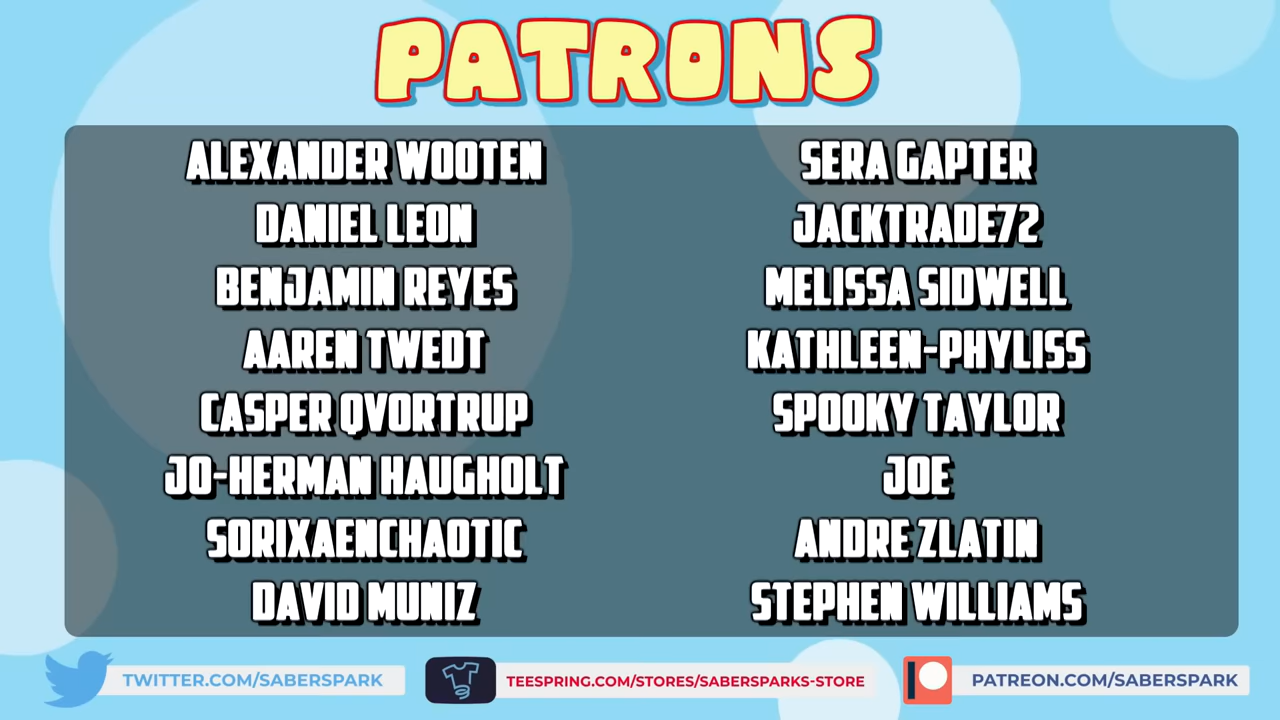 PATRONS
ALEXANDER WOOTEN
DANIEL LEON
BENJAMIN REYES
AAREN TWEDT
CASPER QVORTRUP
JO-HERMAN HAUGHOLT
SORIXAENCHAOTIC
DAVID MUNIZ
SERA GAPTER
JACKTRADE72
MELISSA SIDWELL
KATHLEEN-PHYLISS
SPOOKY TAYLOR
JOE
ANDRE ZLATIN
STEPHEN WILLIAMS
TWITTER.COM/SABERSPARK
TEESPRING.COM/STORES/SABERSPARKS-STORE
PATREON.COM/SABERSPARK